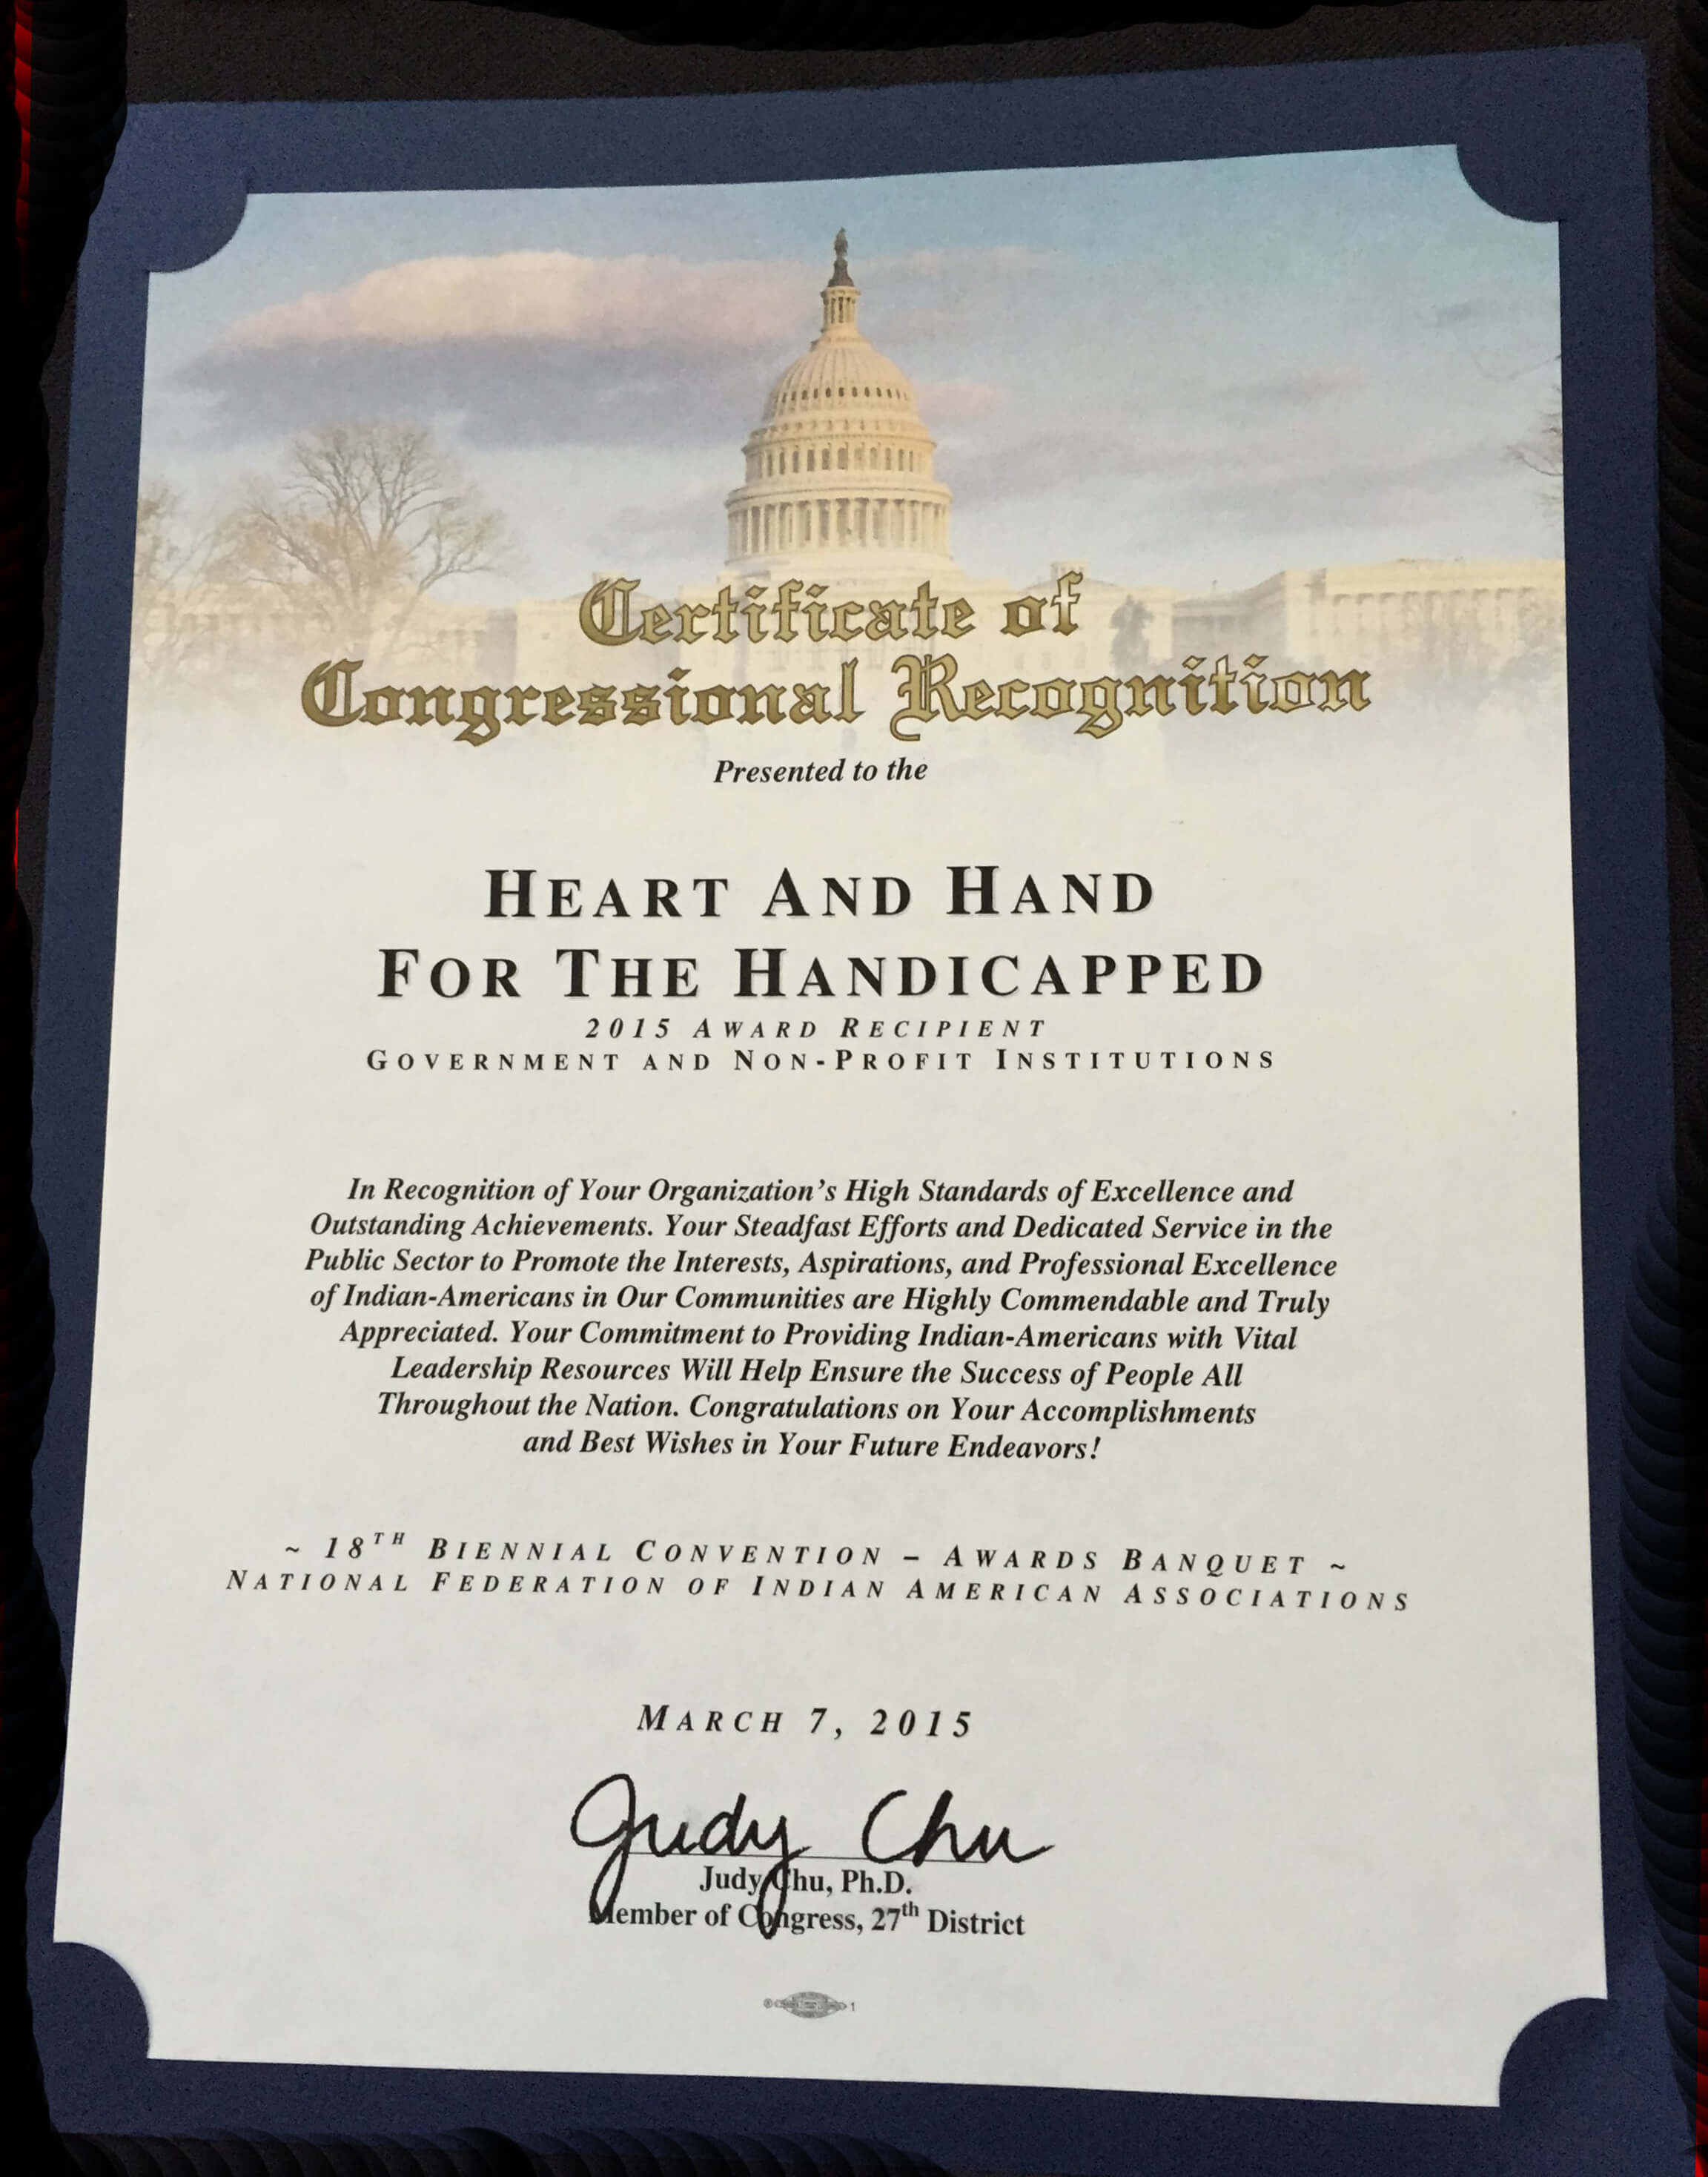 Certificate of
Congressional Recognition
Presented to the
HEART AND HAND
FOR THE HANDICAPPED
2015 AWARD RECIPIENT
GOVERNMENT AND NON-PROFIT INSTITUTIONS
In Recognition of Your Organization's High Standards of Excellence and
Outstanding Achievements. Your Steadfast Efforts and Dedicated Service in the
Public Sector to Promote the Interests, Aspirations, and Professional Excellence
of Indian-Americans in Our Communities are Highly Commendable and Truly
Appreciated. Your Commitment to Providing Indian-Americans with Vital
Leadership Resources Will Help Ensure the Success of People All
Throughout the Nation. Congratulations on Your Accomplishments
and Best Wishes in Your Future Endeavors!
~ 18TH BIENNIAL CONVENTION – AWARDS BANQUET ~
NATIONAL FEDERATION OF INDIAN AMERICAN ASSOCIATIONS
MARCH 7, 2015
Judy Chu
Judy Chu, Ph.D.
Member of Congress, 27th District